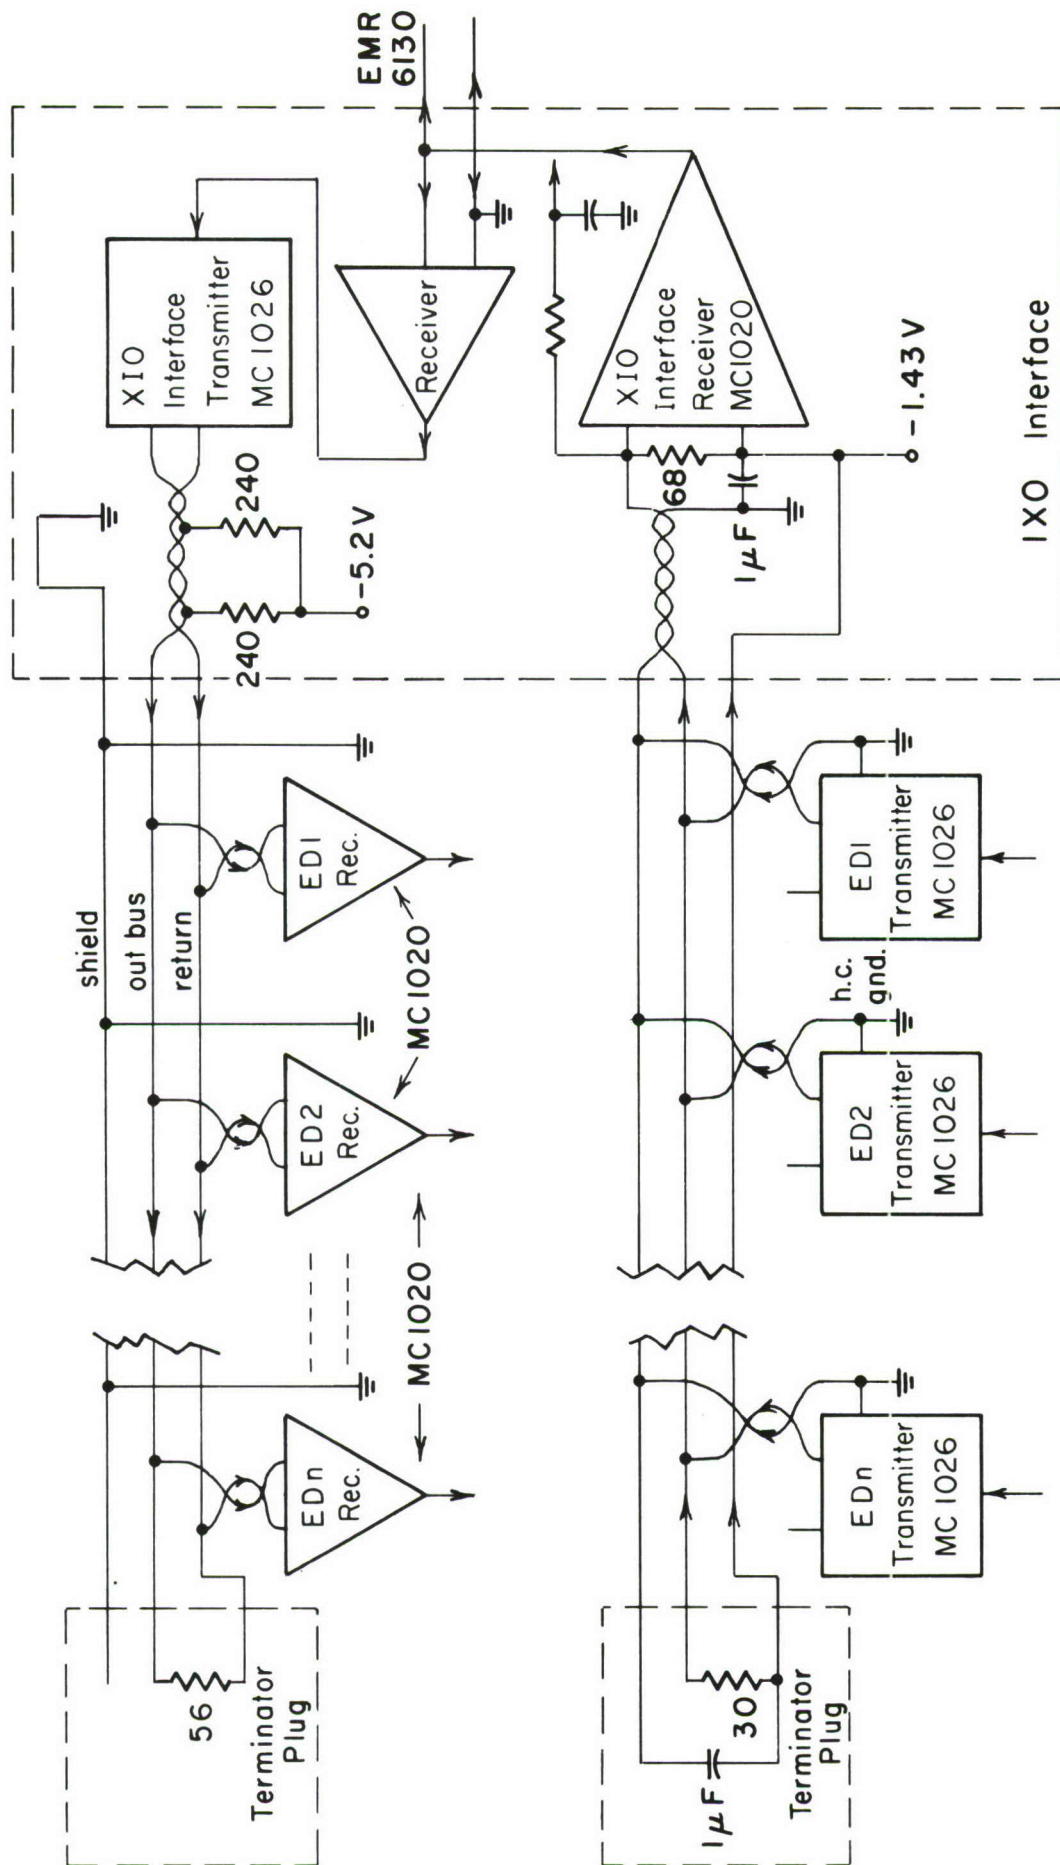 EMR
6130
XIO
Interface
Transmitter
MC1026
Receiver
XIO
Interface
Receiver
MC1020
240
240
-5.2V
68
1μF
-1.43V
IXO Interface
shield
out bus
return
ED1
Rec.
ED2
Rec.
EDn
Rec.
MC1020
MC1020
ED1
Transmitter
MC1026
h.c.
gnd.
ED2
Transmitter
MC1026
EDn
Transmitter
MC1026
56
Terminator
Plug
30
1μF
Terminator
Plug